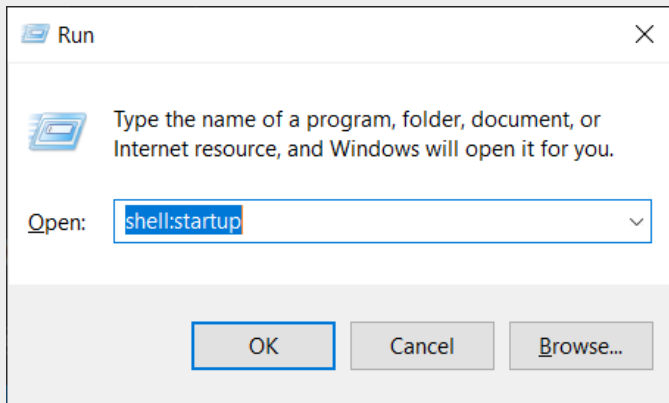 Run
Type the name of a program, folder, document, or
Internet resource, and Windows will open it for you.
Open: shell:startup
OK Cancel Browse...